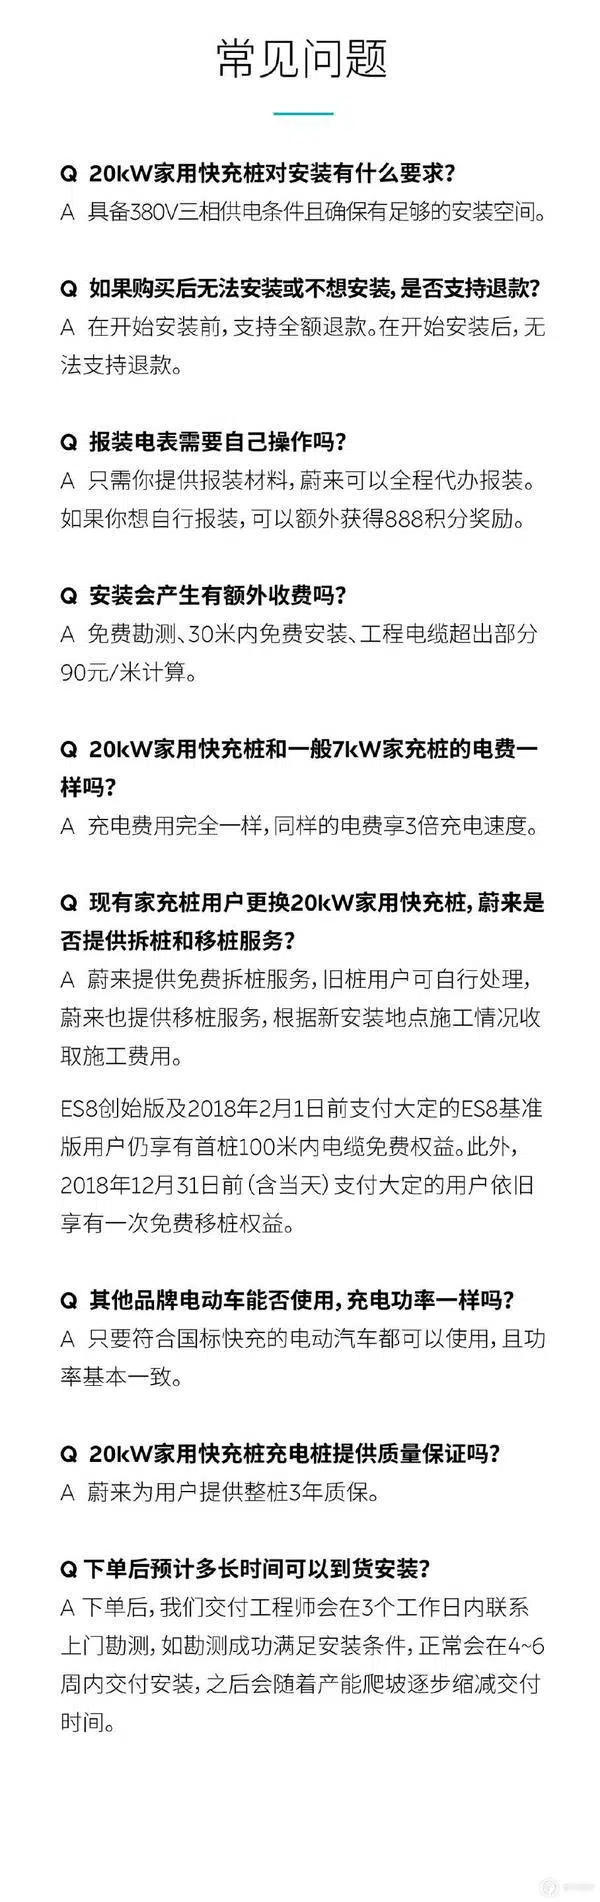 常见问题
Q 20kW家用快充桩对安装有什么要求？
A 具备380V三相供电条件且确保有足够的安装空间。
Q 如果购买后无法安装或不想安装，是否支持退款？
A 在开始安装前，支持全额退款。在开始安装后，无
法支持退款。
Q 报装电表需要自己操作吗？
A 只需你提供报装材料，蔚来可以全程代办报装。
如果你想自行报装，可以额外获得888积分奖励。
Q 安装会产生有额外收费吗？
A 免费勘测、30米内免费安装、工程电缆超出部分
90元/米计算。
Q 20kW家用快充桩和一般7kW家充桩的电费一
样吗？
A 充电费用完全一样，同样的电费享3倍充电速度。
Q 现有家充桩用户更换20kW家用快充桩，蔚来是
否提供拆桩和移桩服务？
A 蔚来提供免费拆桩服务，旧桩用户可自行处理，
蔚来也提供移桩服务，根据新安装地点施工情况收
取施工费用。
ES8创始版及2018年2月1日前支付大定的ES8基准
版用户仍享有首桩100米内电缆免费权益。此外，
2018年12月31日前（含当天）支付大定的用户依旧
享有一次免费移桩权益。
Q 其他品牌电动车能否使用，充电功率一样吗？
A 只要符合国标快充的电动汽车都可以使用，且功
率基本一致。
Q 20kW家用快充桩充电桩提供质量保证吗？
A 蔚来为用户提供整桩3年质保。
Q 下单后预计多长时间可以到货安装？
A 下单后，我们交付工程师会在3个工作日内联系
上门勘测，如勘测成功满足安装条件，正常会在4~6
周内交付安装，之后会随着产能爬坡逐步缩减交付
时间。